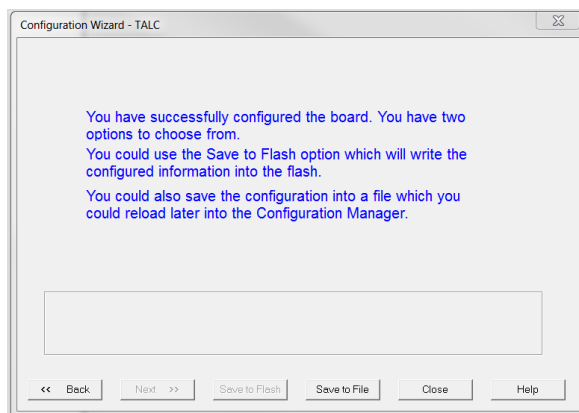 Configuration Wizard - TALC
You have successfully configured the board. You have two
options to choose from.
You could use the Save to Flash option which will write the
configured information into the flash.
You could also save the configuration into a file which you
could reload later into the Configuration Manager.
<< Back Next >> Save to Flash Save to File Close Help